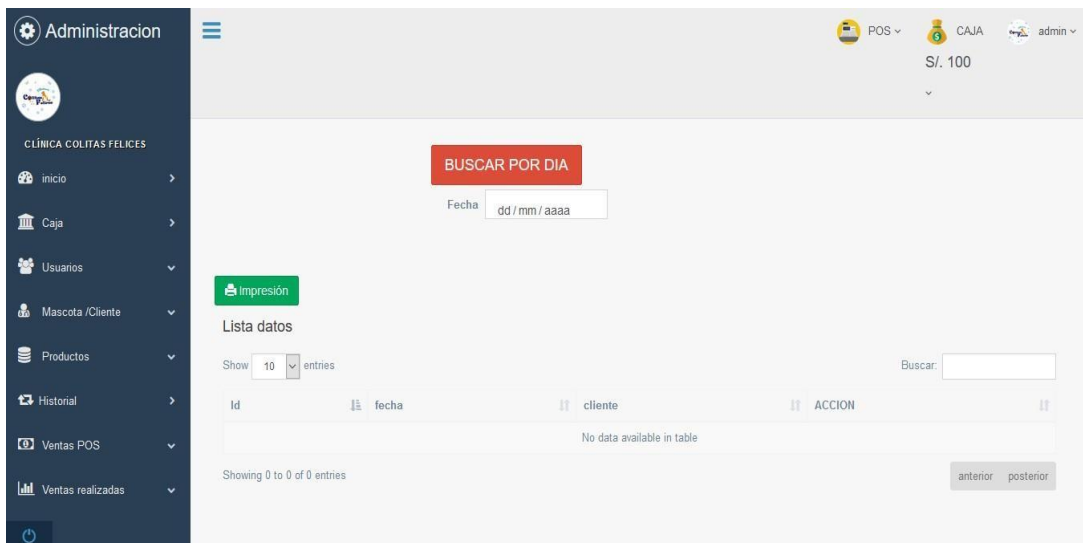 Administracion
POS
CAJA
admin
S/. 100
CLÍNICA COLITAS FELICES
inicio
Caja
Usuarios
Mascota /Cliente
Productos
Historial
Ventas POS
Ventas realizadas
BUSCAR POR DIA
Fecha dd / mm / aaaa
Impresión
Lista datos
Show 10 entries
Buscar:
Id fecha cliente ACCION
No data available in table
Showing 0 to 0 of 0 entries
anterior posterior